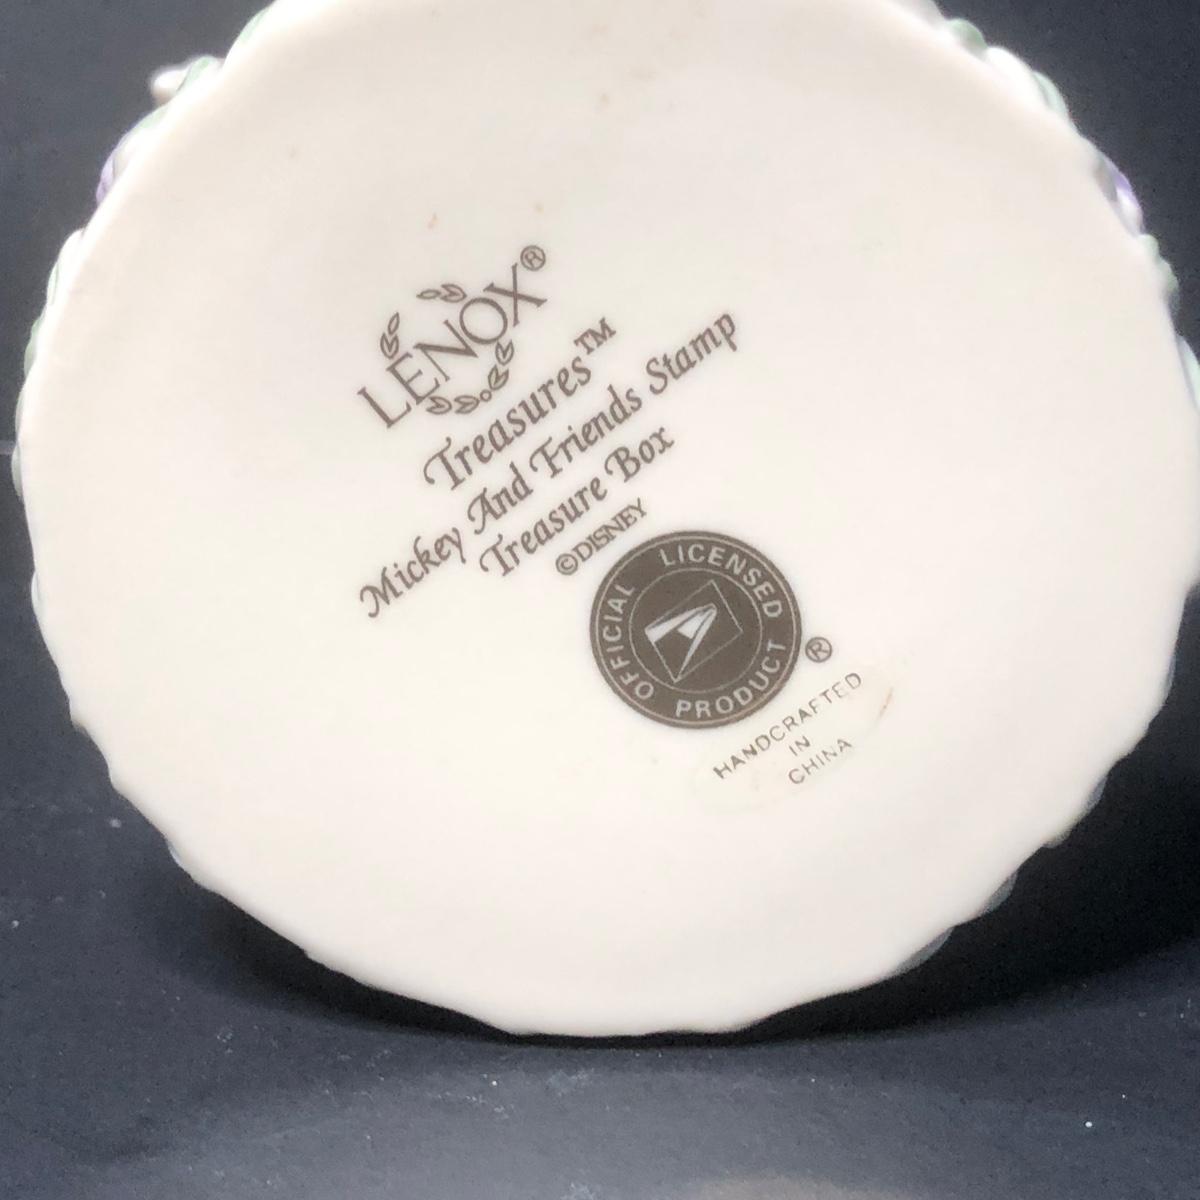 LENOX®
Treasures™
Mickey And Friends Stamp
Treasure Box
©DISNEY
OFFICIAL LICENSED PRODUCT ®
HANDCRAFTED
IN
CHINA